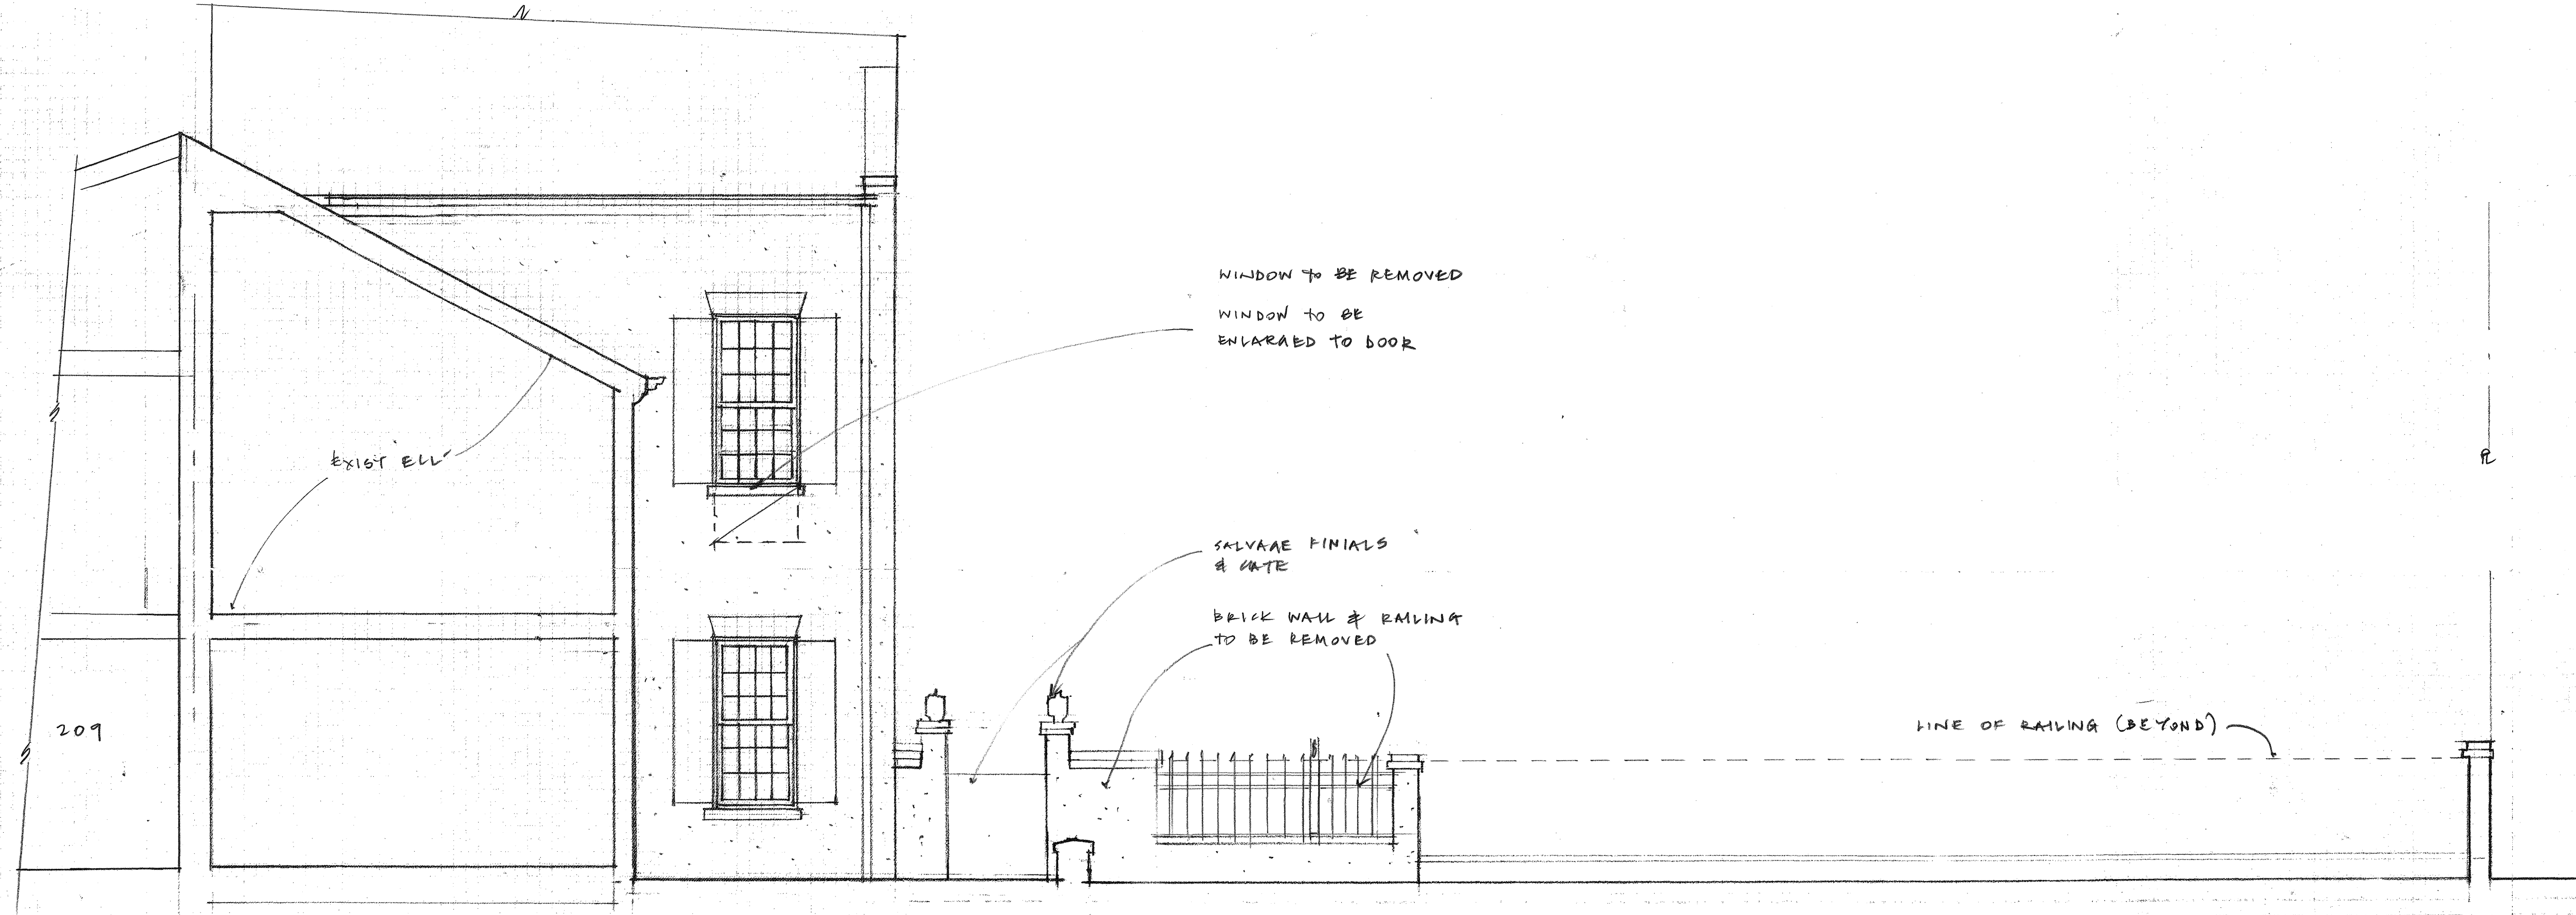 N
WINDOW TO BE REMOVED
WINDOW TO BE
ENLARGED TO DOOR
EXIST ELL
PL
SALVAGE FINIALS
& GATE
BRICK WALL & RAILING
TO BE REMOVED
LINE OF RAILING (BEYOND)
209